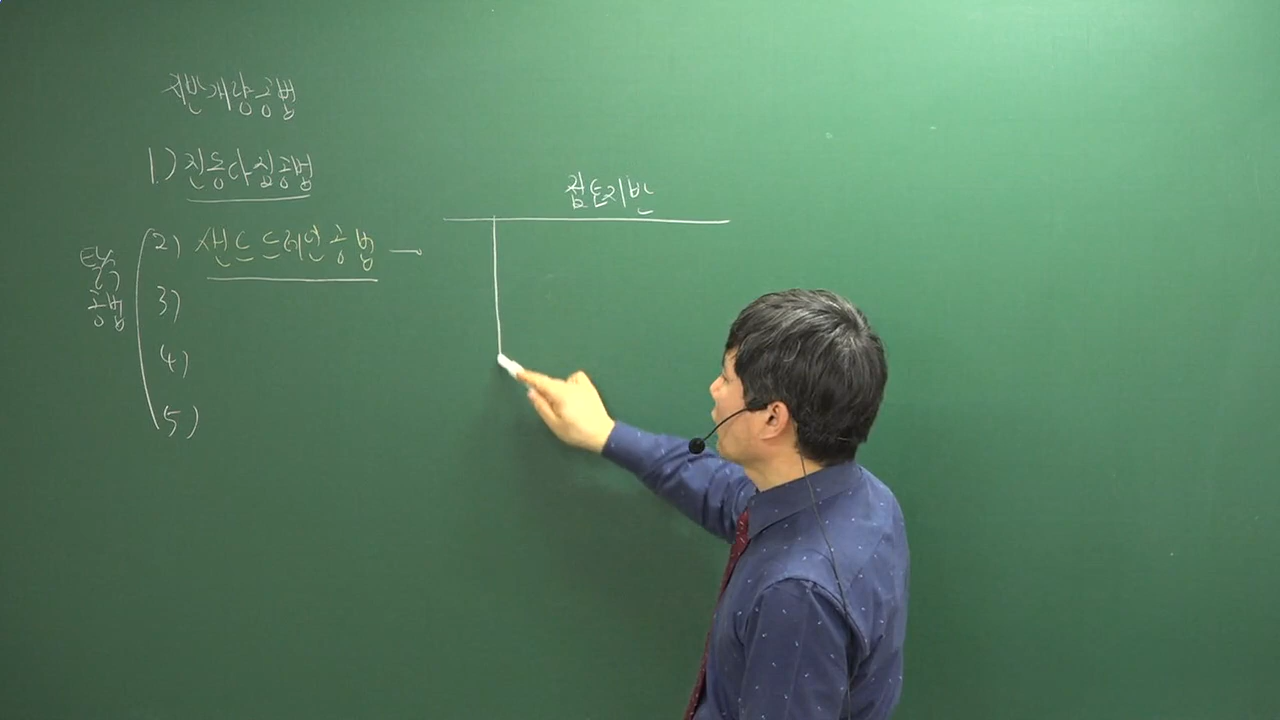 지반개량공법
1.) 진동다짐공법
2) 샌드드레인공법 —
3)
4)
5)
탈수
공법
점토지반